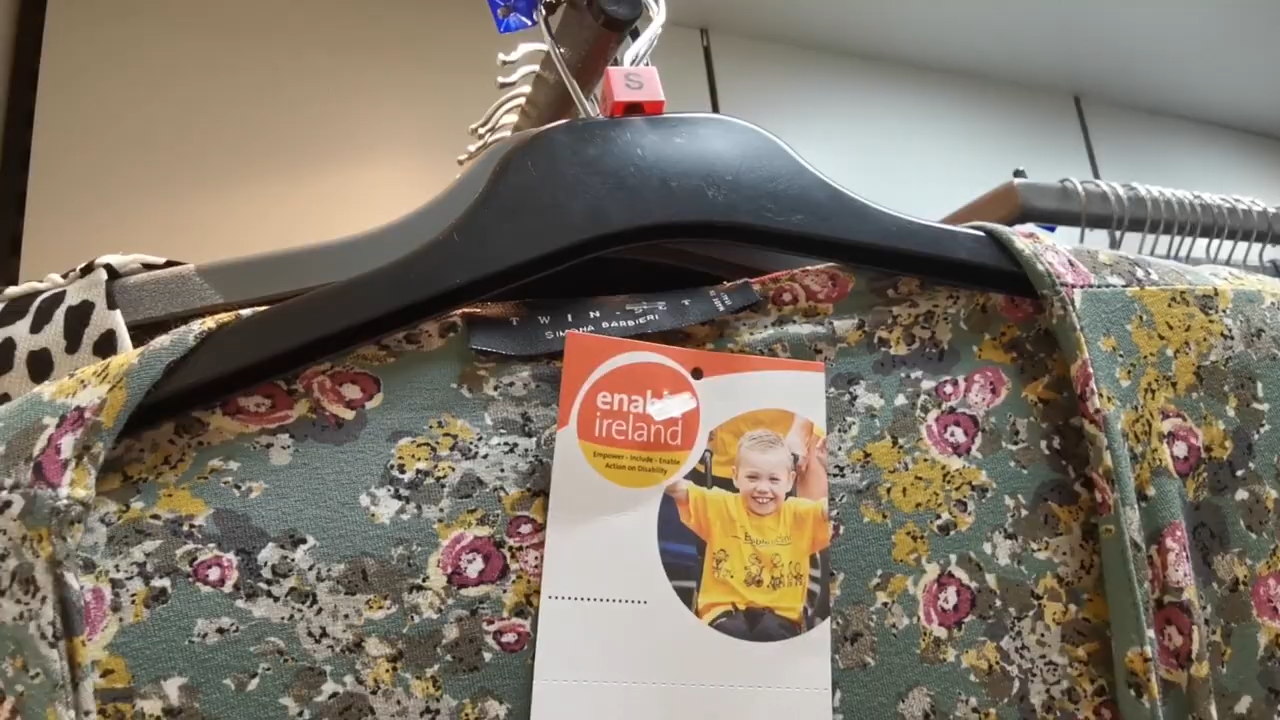 S
TWIN-SET
SIMONA BARBIERI
enable
ireland
Empower - Include - Enable
Action on Disability